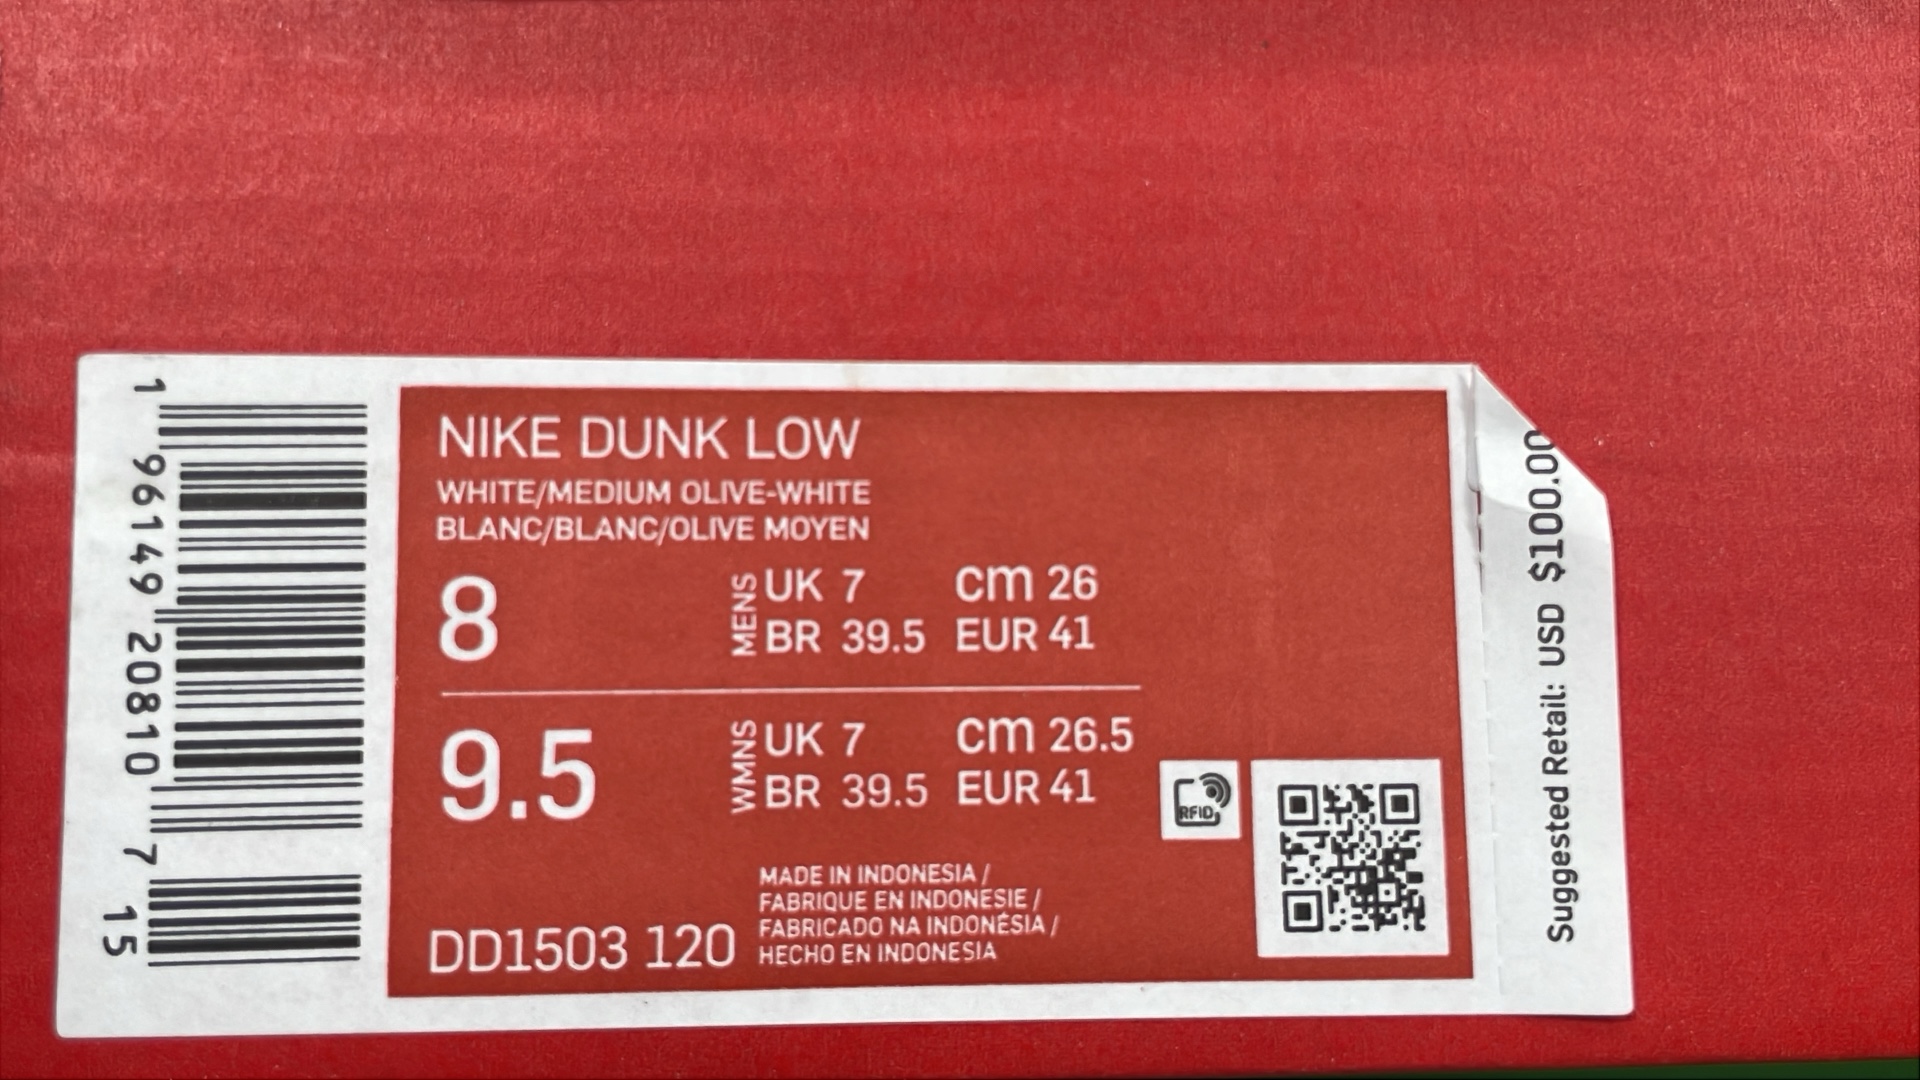 1 96149 20810 7 15
NIKE DUNK LOW
WHITE/MEDIUM OLIVE-WHITE
BLANC/BLANC/OLIVE MOYEN
8
MENS
UK 7 cm 26
BR 39.5 EUR 41
9.5
WMNS
UK 7 cm 26.5
BR 39.5 EUR 41
RFID
MADE IN INDONESIA /
FABRIQUE EN INDONESIE /
FABRICADO NA INDONÉSIA /
HECHO EN INDONESIA
DD1503 120
Suggested Retail: USD $100.00